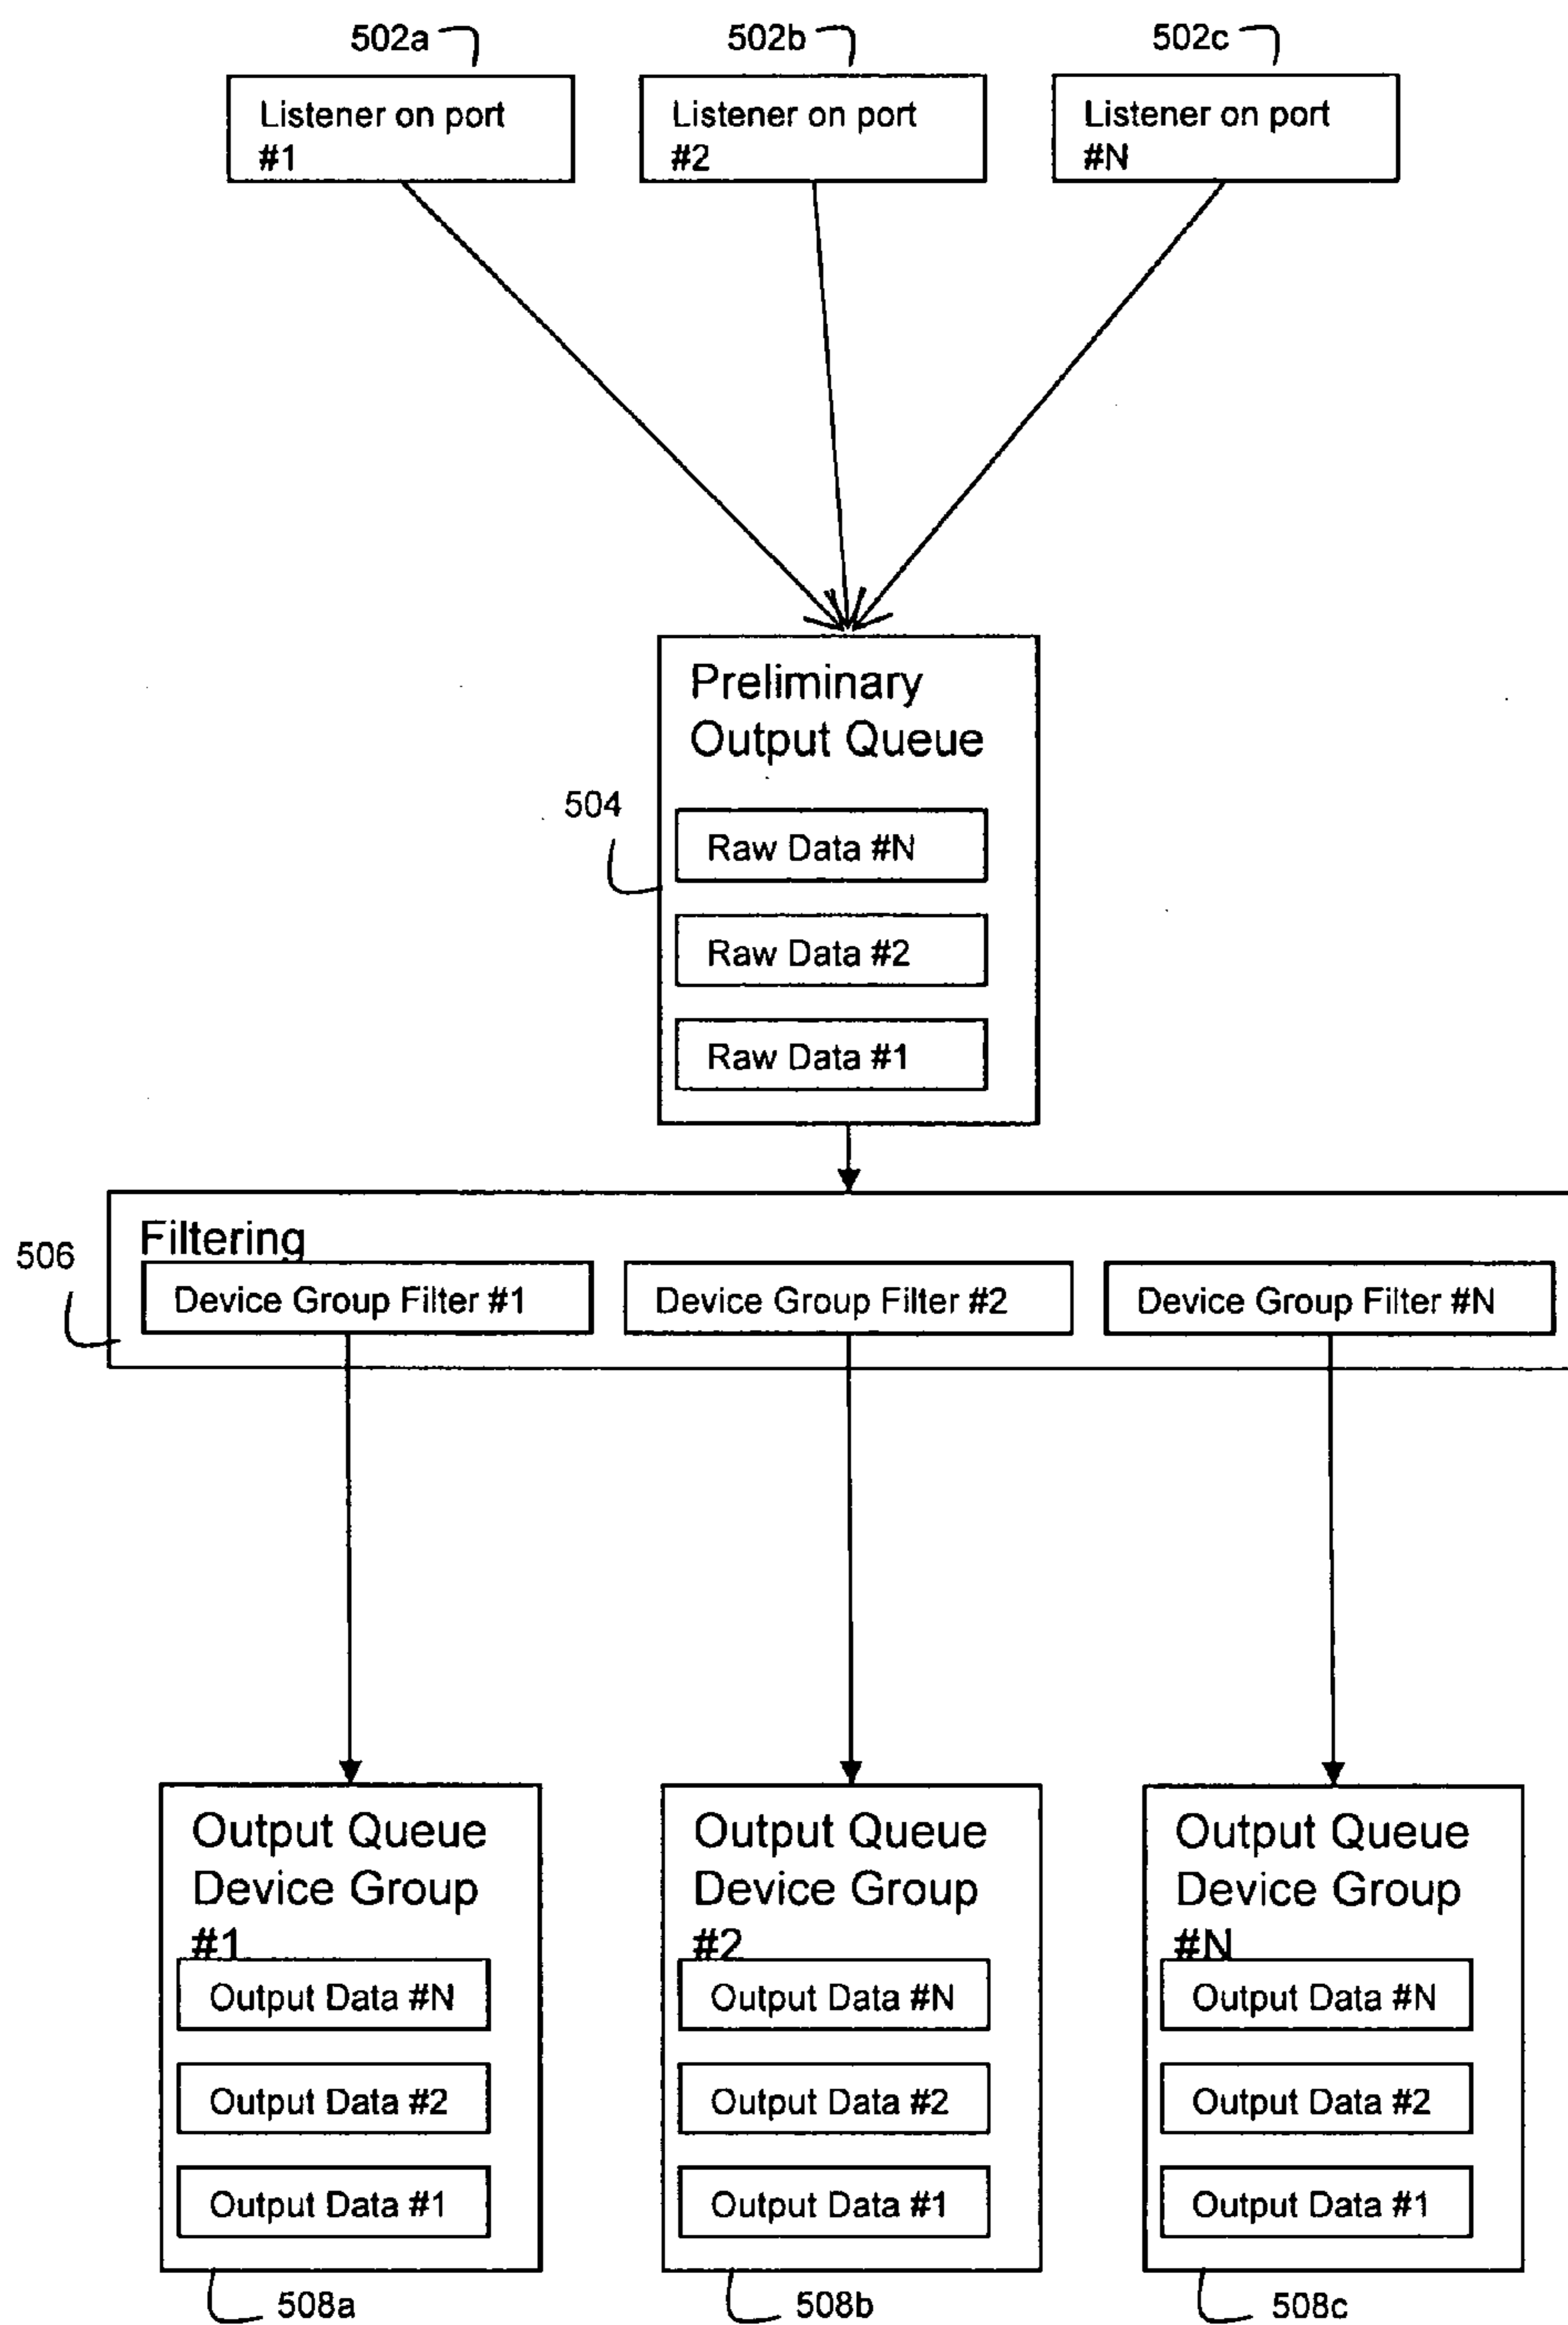 502a
502b
502c
Listener on port
#1
Listener on port
#2
Listener on port
#N
Preliminary
Output Queue
504
Raw Data #N
Raw Data #2
Raw Data #1
Filtering
506
Device Group Filter #1
Device Group Filter #2
Device Group Filter #N
Output Queue
Device Group
#1
Output Data #N
Output Data #2
Output Data #1
Output Queue
Device Group
#2
Output Data #N
Output Data #2
Output Data #1
Output Queue
Device Group
#N
Output Data #N
Output Data #2
Output Data #1
508a
508b
508c